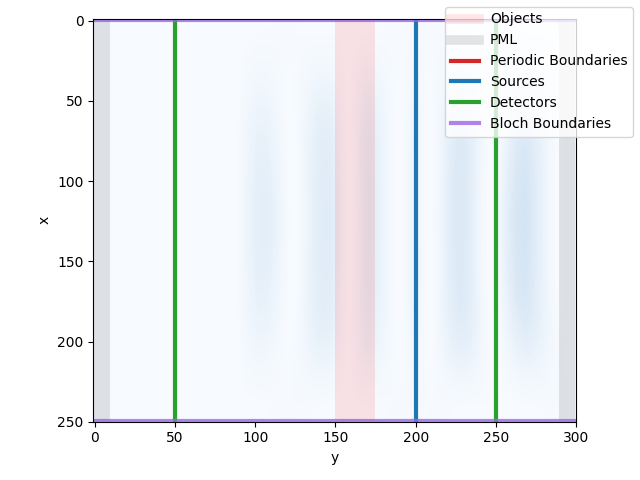 Objects
PML
Periodic Boundaries
Sources
Detectors
Bloch Boundaries
0
50
100
150
200
250
x
0
50
100
150
200
250
300
y